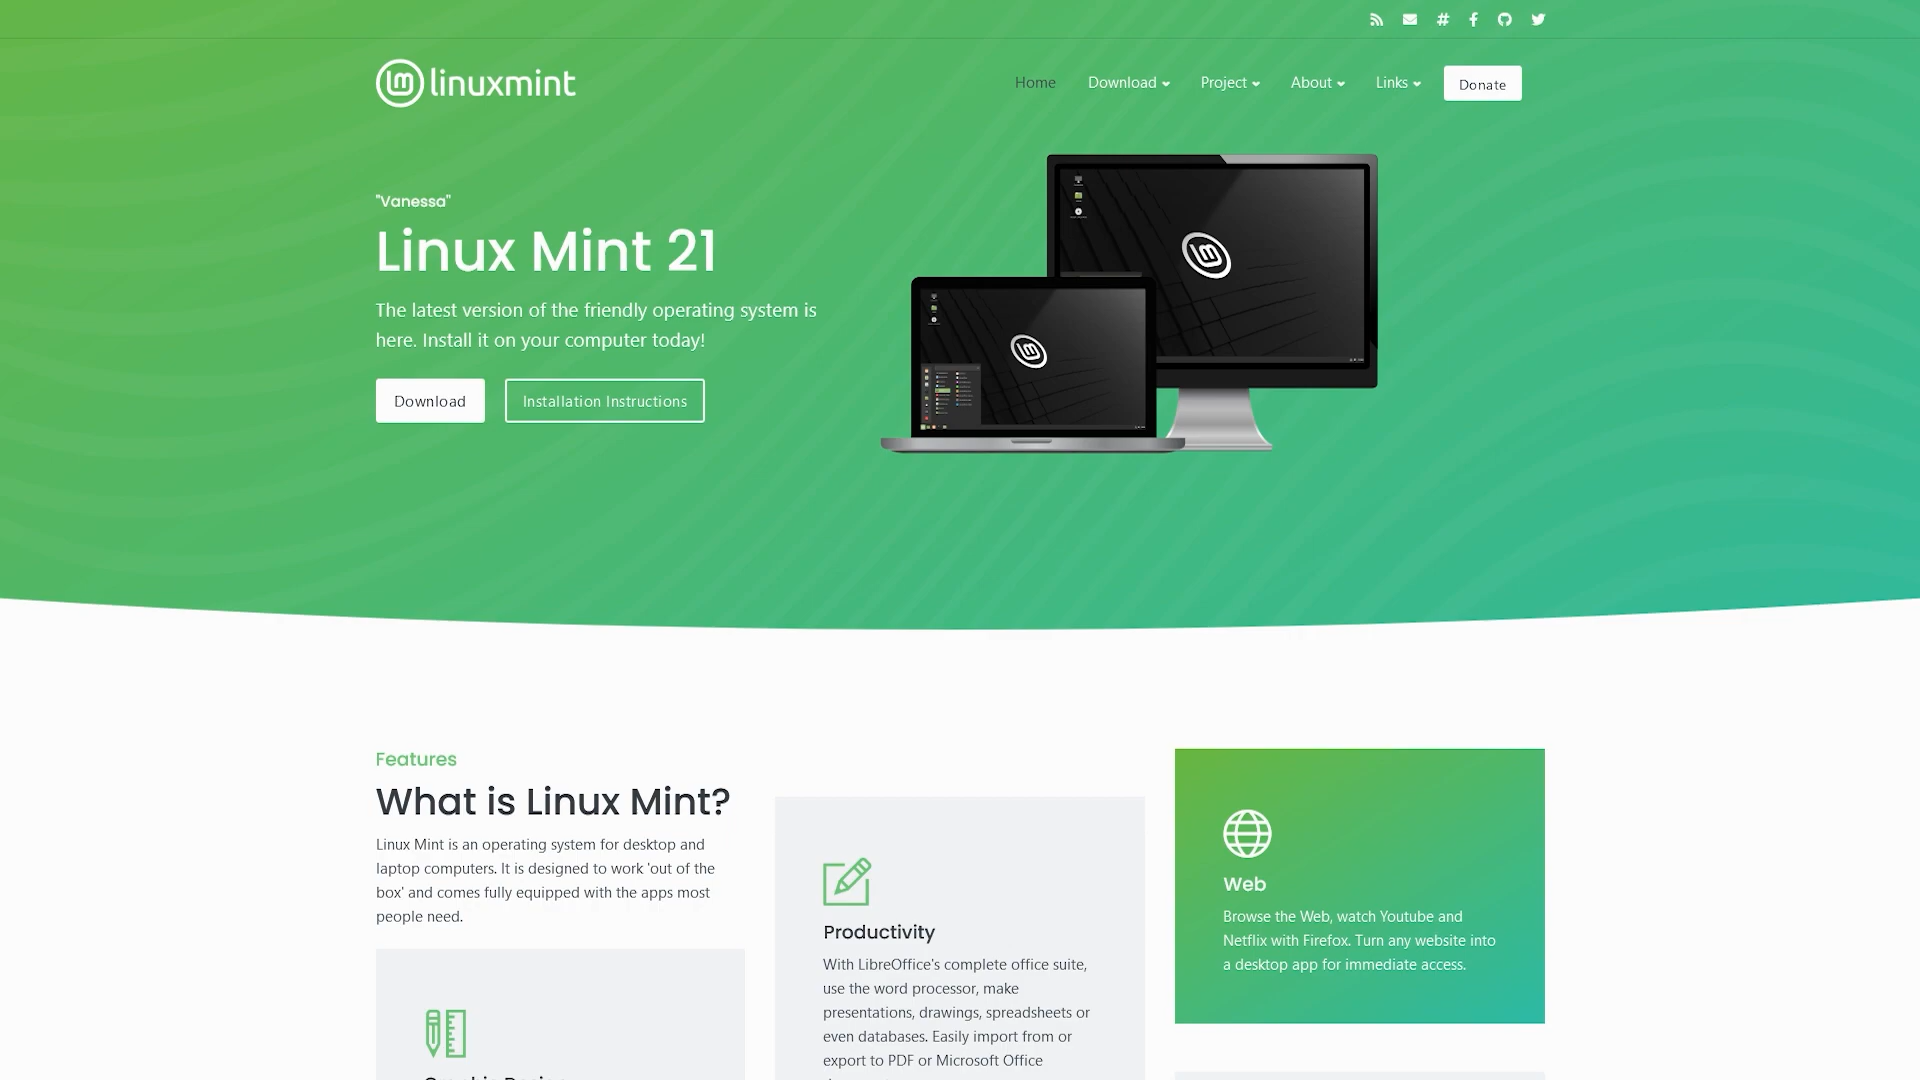 linuxmint
Home
Download
Project
About
Links
Donate
"Vanessa"
Linux Mint 21
The latest version of the friendly operating system is
here. Install it on your computer today!
Download
Installation Instructions
Features
What is Linux Mint?
Linux Mint is an operating system for desktop and
laptop computers. It is designed to work 'out of the
box' and comes fully equipped with the apps most
people need.
Productivity
With LibreOffice's complete office suite,
use the word processor, make
presentations, drawings, spreadsheets or
even databases. Easily import from or
export to PDF or Microsoft Office
Web
Browse the Web, watch Youtube and
Netflix with Firefox. Turn any website into
a desktop app for immediate access.